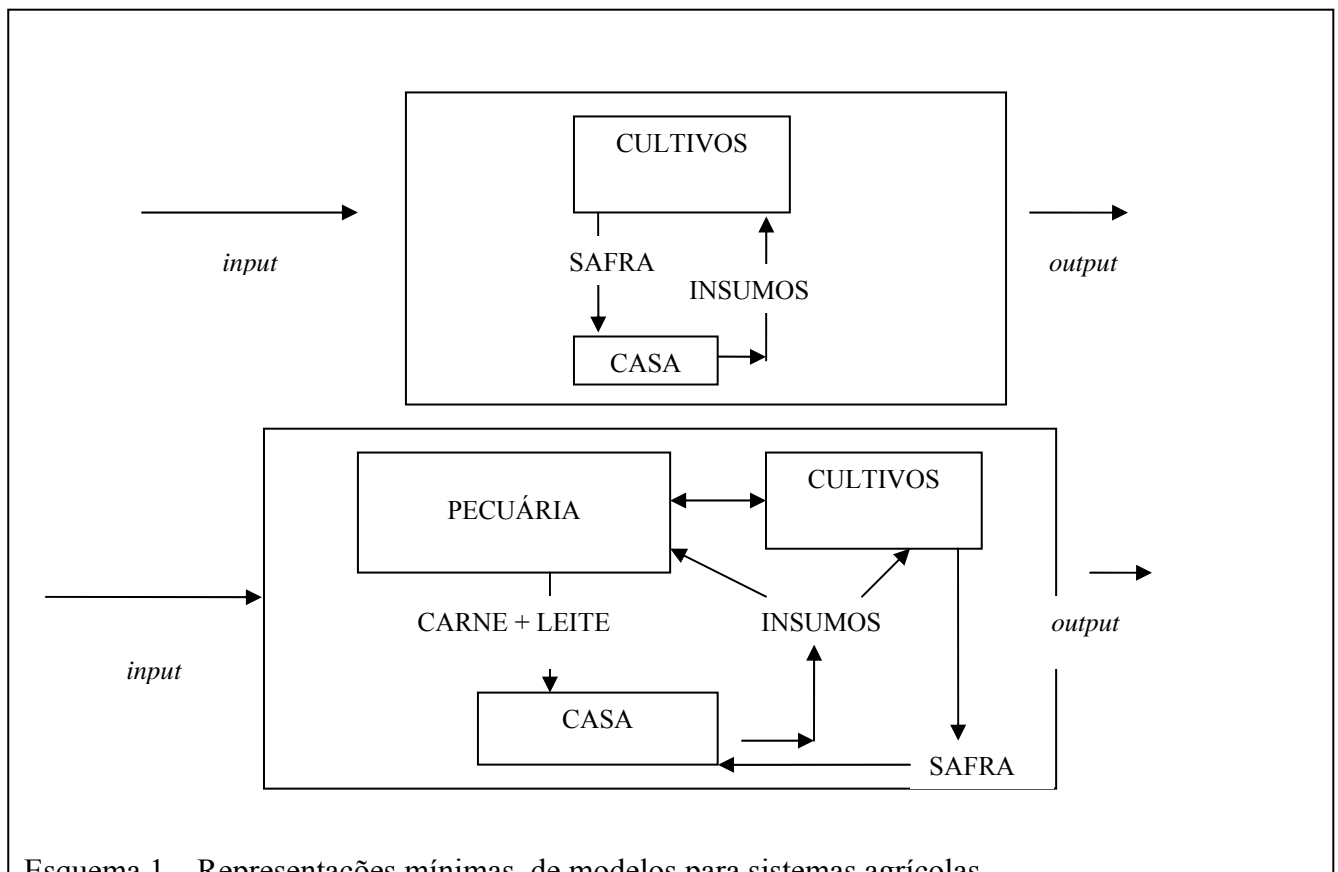 CULTIVOS
input
SAFRA
output
INSUMOS
CASA
CULTIVOS
PECUÁRIA
CARNE + LEITE
INSUMOS
output
input
CASA
SAFRA
Esquema 1 – Representações mínimas de modelos para sistemas agrícolas